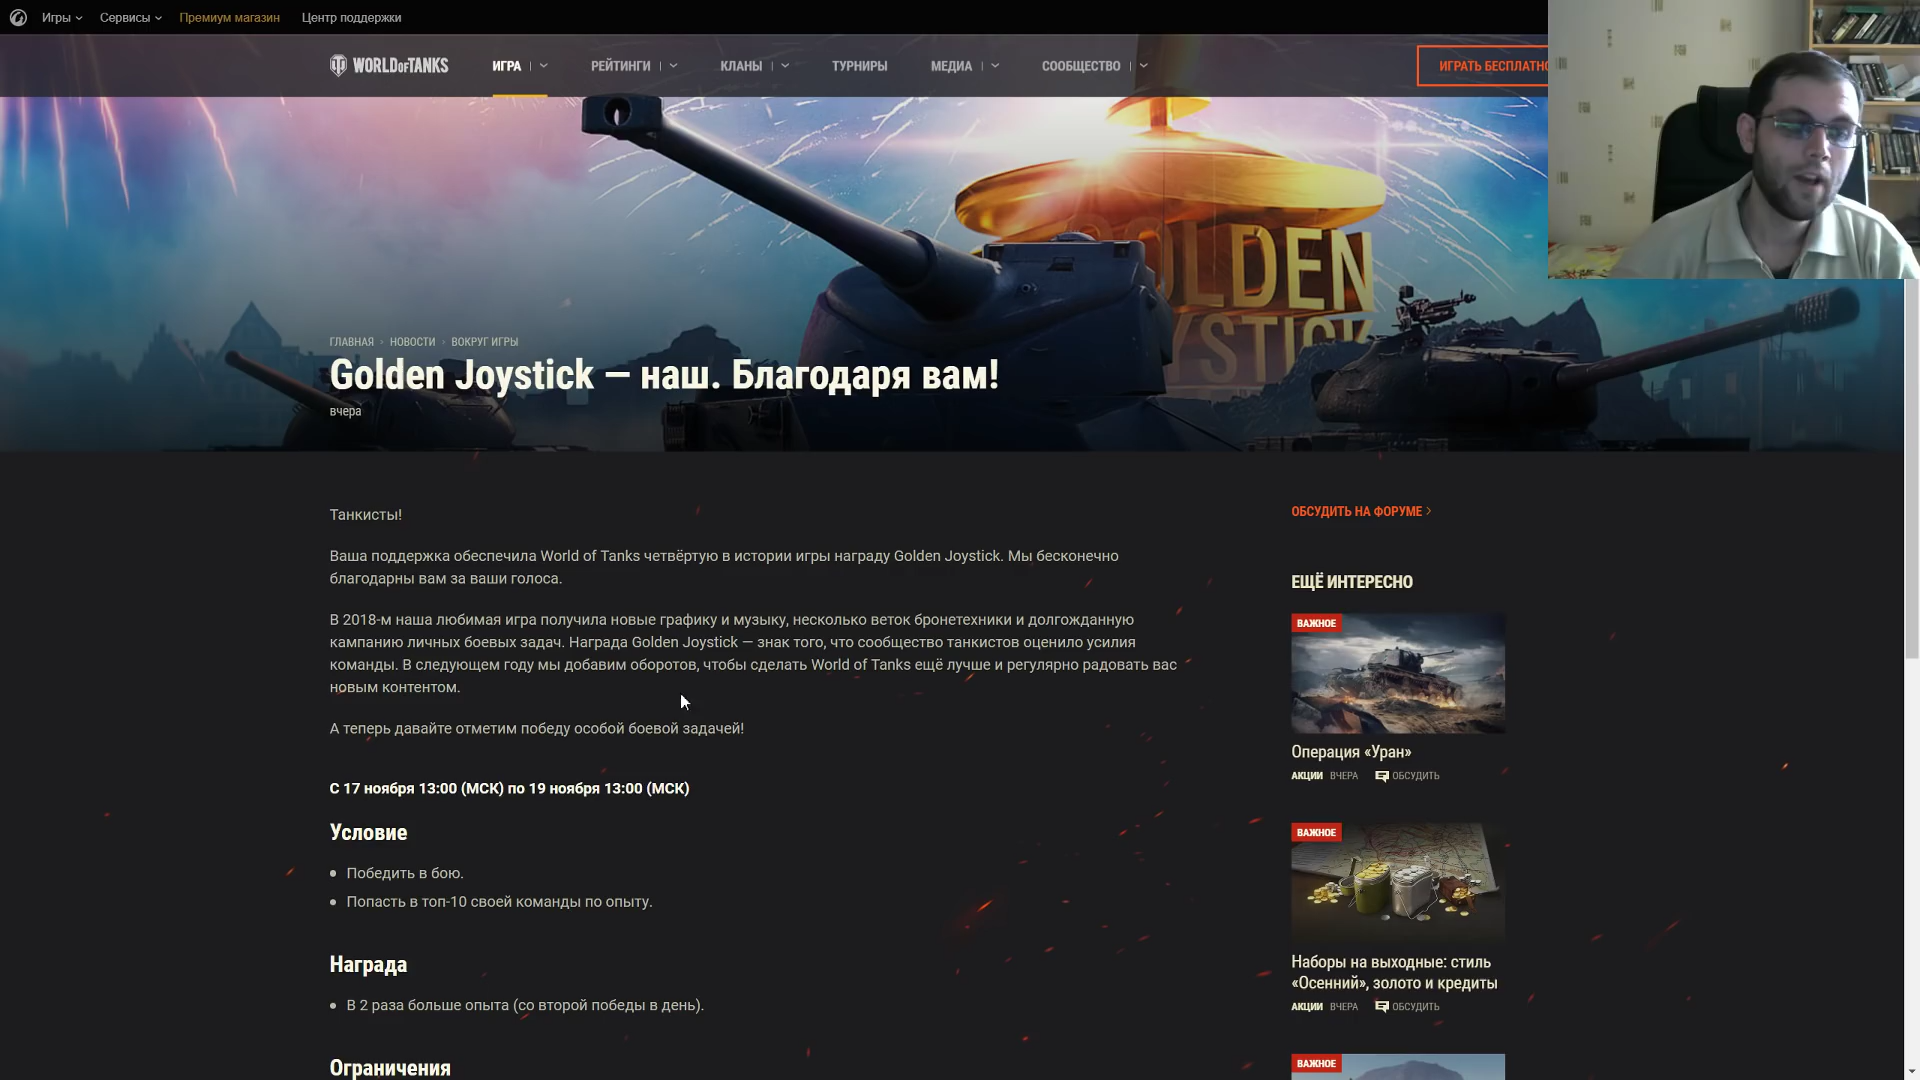 Игры
Сервисы
Премиум магазин
Центр поддержки
WORLD OF TANKS
ИГРА
РЕЙТИНГИ
КЛАНЫ
ТУРНИРЫ
МЕДИА
СООБЩЕСТВО
ИГРАТЬ БЕСПЛАТНО
GOLDEN
JOYSTICK
ГЛАВНАЯ › НОВОСТИ › ВОКРУГ ИГРЫ
Golden Joystick — наш. Благодаря вам!
вчера
Танкисты!
Ваша поддержка обеспечила World of Tanks четвёртую в истории игры награду Golden Joystick. Мы бесконечно
благодарны вам за ваши голоса.
В 2018-м наша любимая игра получила новые графику и музыку, несколько веток бронетехники и долгожданную
кампанию личных боевых задач. Награда Golden Joystick — знак того, что сообщество танкистов оценило усилия
команды. В следующем году мы добавим оборотов, чтобы сделать World of Tanks ещё лучше и регулярно радовать вас
новым контентом.
А теперь давайте отметим победу особой боевой задачей!
С 17 ноября 13:00 (МСК) по 19 ноября 13:00 (МСК)
Условие
Победить в бою.
Попасть в топ-10 своей команды по опыту.
Награда
В 2 раза больше опыта (со второй победы в день).
Ограничения
ОБСУДИТЬ НА ФОРУМЕ
ЕЩЁ ИНТЕРЕСНО
ВАЖНОЕ
Операция «Уран»
АКЦИИ ВЧЕРА ОБСУДИТЬ
ВАЖНОЕ
Наборы на выходные: стиль
«Осенний», золото и кредиты
АКЦИИ ВЧЕРА ОБСУДИТЬ
ВАЖНОЕ